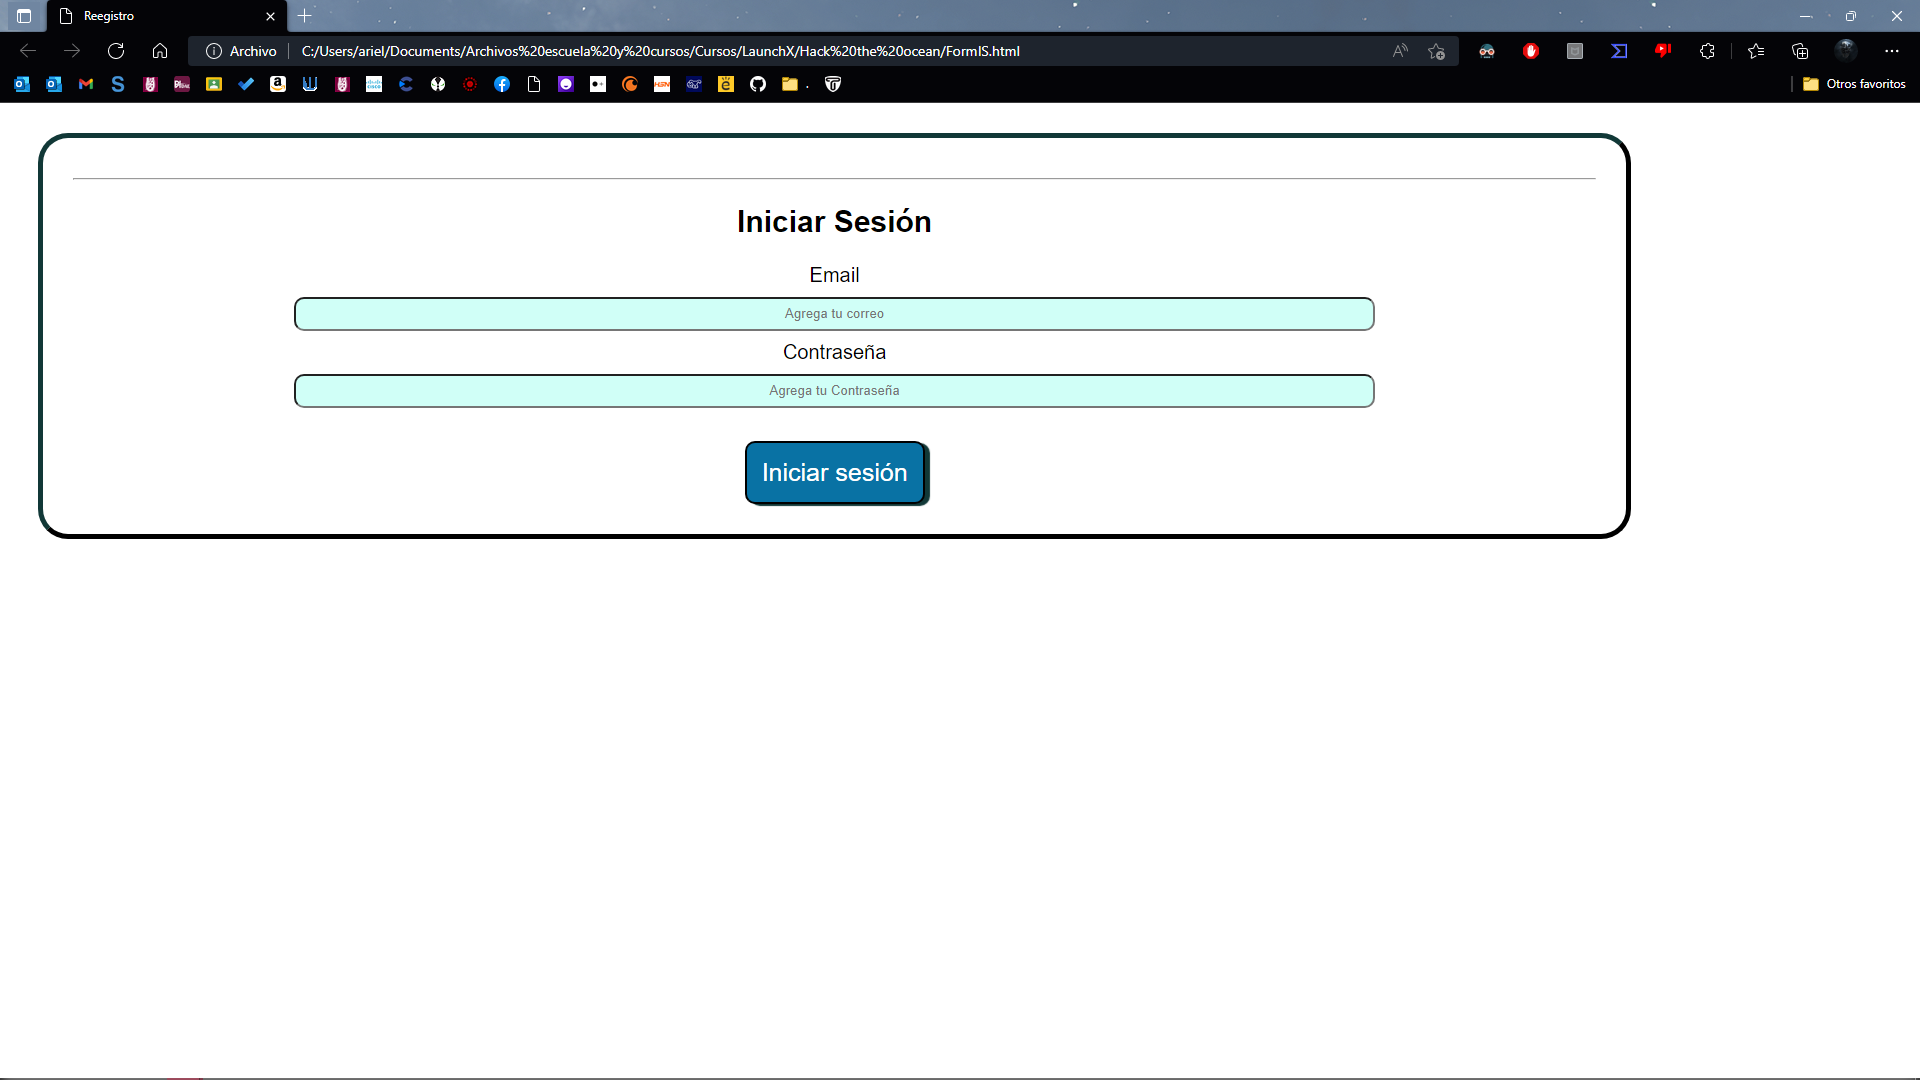 Reegistro
Archivo
C:/Users/ariel/Documents/Archivos%20escuela%20y%20cursos/Cursos/LaunchX/Hack%20the%20ocean/FormIS.html
Otros favoritos
Iniciar Sesión
Email
Agrega tu correo
Contraseña
Agrega tu Contraseña
Iniciar sesión